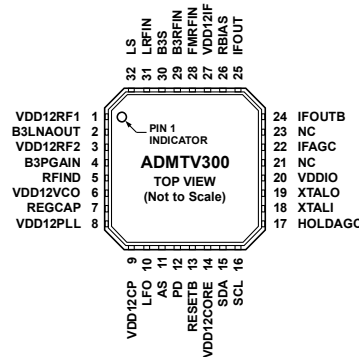 LS
LRFIN
B3S
B3RFIN
FMRFIN
VDD12IF
RBIAS
IFOUT
32
31
30
29
28
27
26
25
VDD12RF1 1
B3LNAOUT 2
VDD12RF2 3
B3PGAIN 4
RFIND 5
VDD12VCO 6
REGCAP 7
VDD12PLL 8
PIN 1
INDICATOR
ADMTV300
TOP VIEW
(Not to Scale)
24 IFOUTB
23 NC
22 IFAGC
21 NC
20 VDDIO
19 XTALO
18 XTALI
17 HOLDAGC
9
10
11
12
13
14
15
16
VDD12CP
LFO
AS
PD
RESETB
VDD12CORE
SDA
SCL